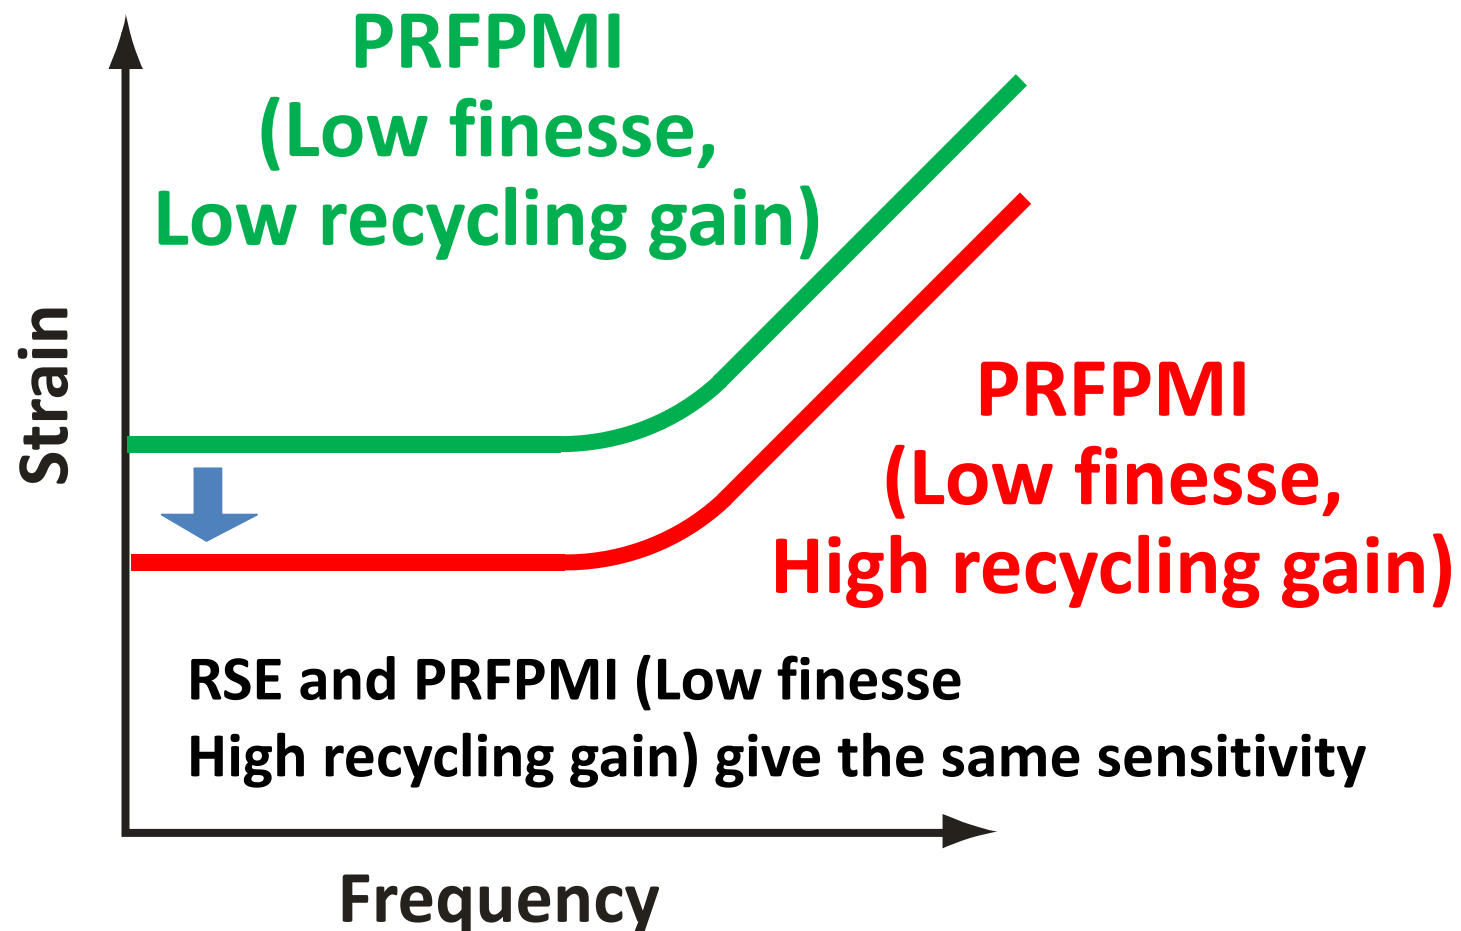 PRFPMI
(Low finesse,
Low recycling gain)
Strain
PRFPMI
(Low finesse,
High recycling gain)
RSE and PRFPMI (Low finesse
High recycling gain) give the same sensitivity
Frequency